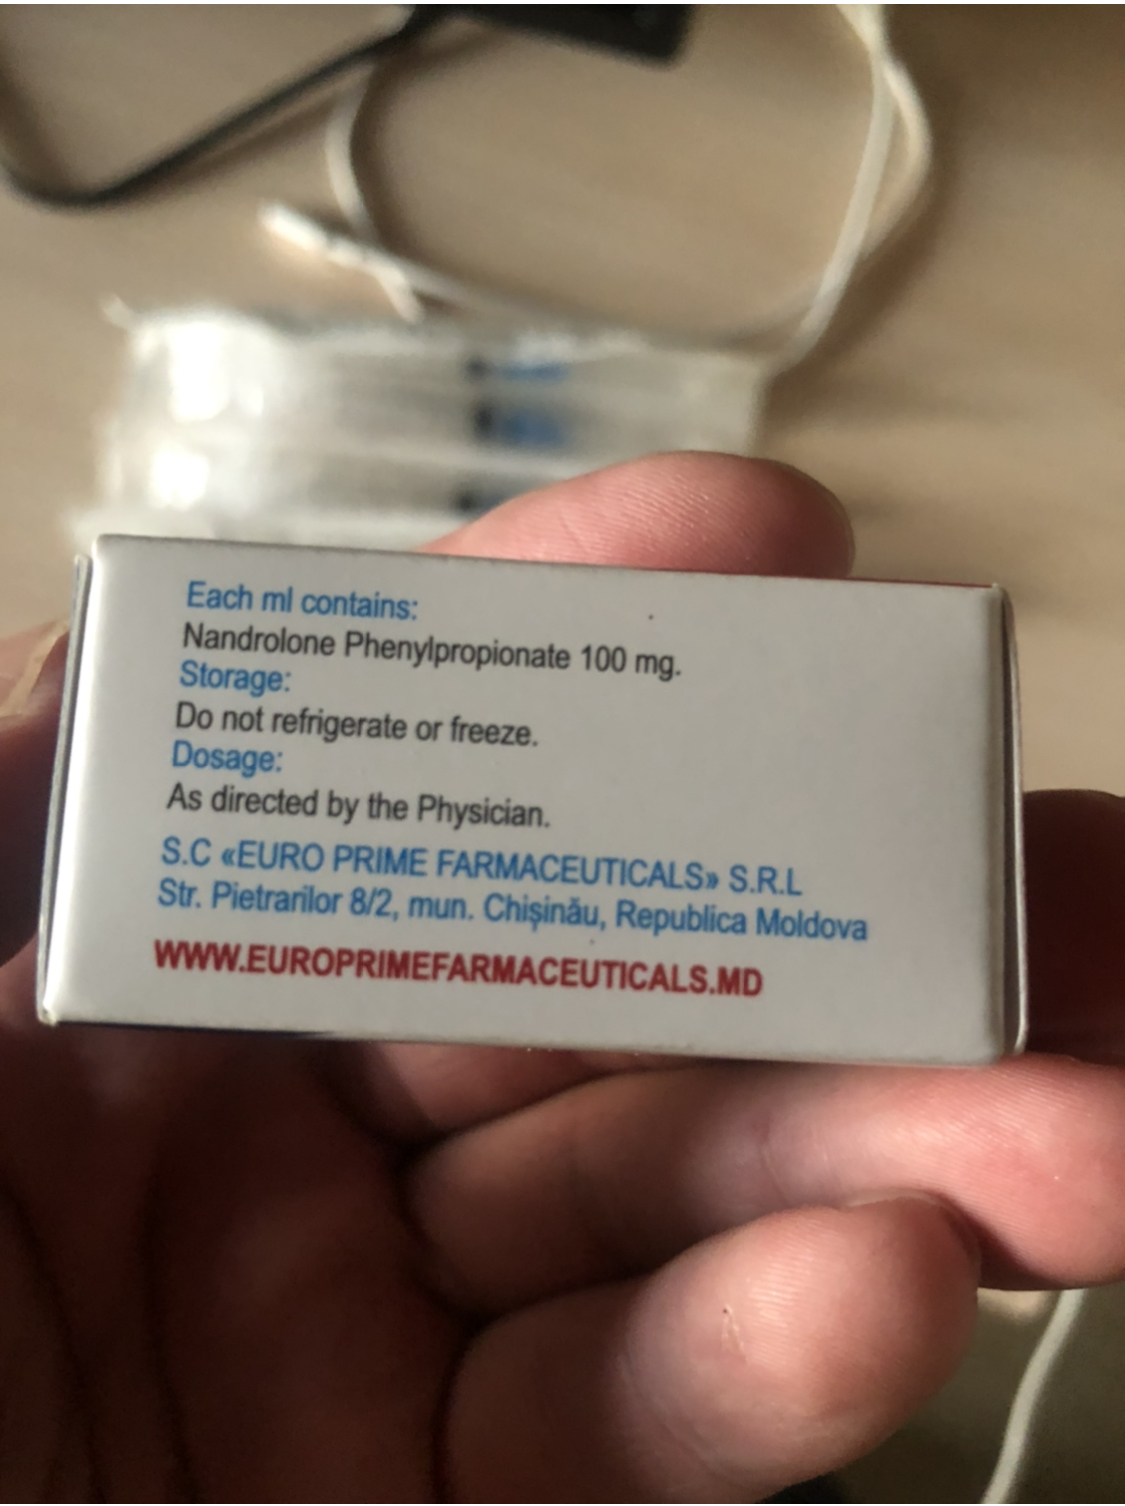 Each ml contains:
Nandrolone Phenylpropionate 100 mg.
Storage:
Do not refrigerate or freeze.
Dosage:
As directed by the Physician.
S.C «EURO PRIME FARMACEUTICALS» S.R.L
Str. Pietrarilor 8/2, mun. Chișinău, Republica Moldova
WWW.EUROPRIMEFARMACEUTICALS.MD